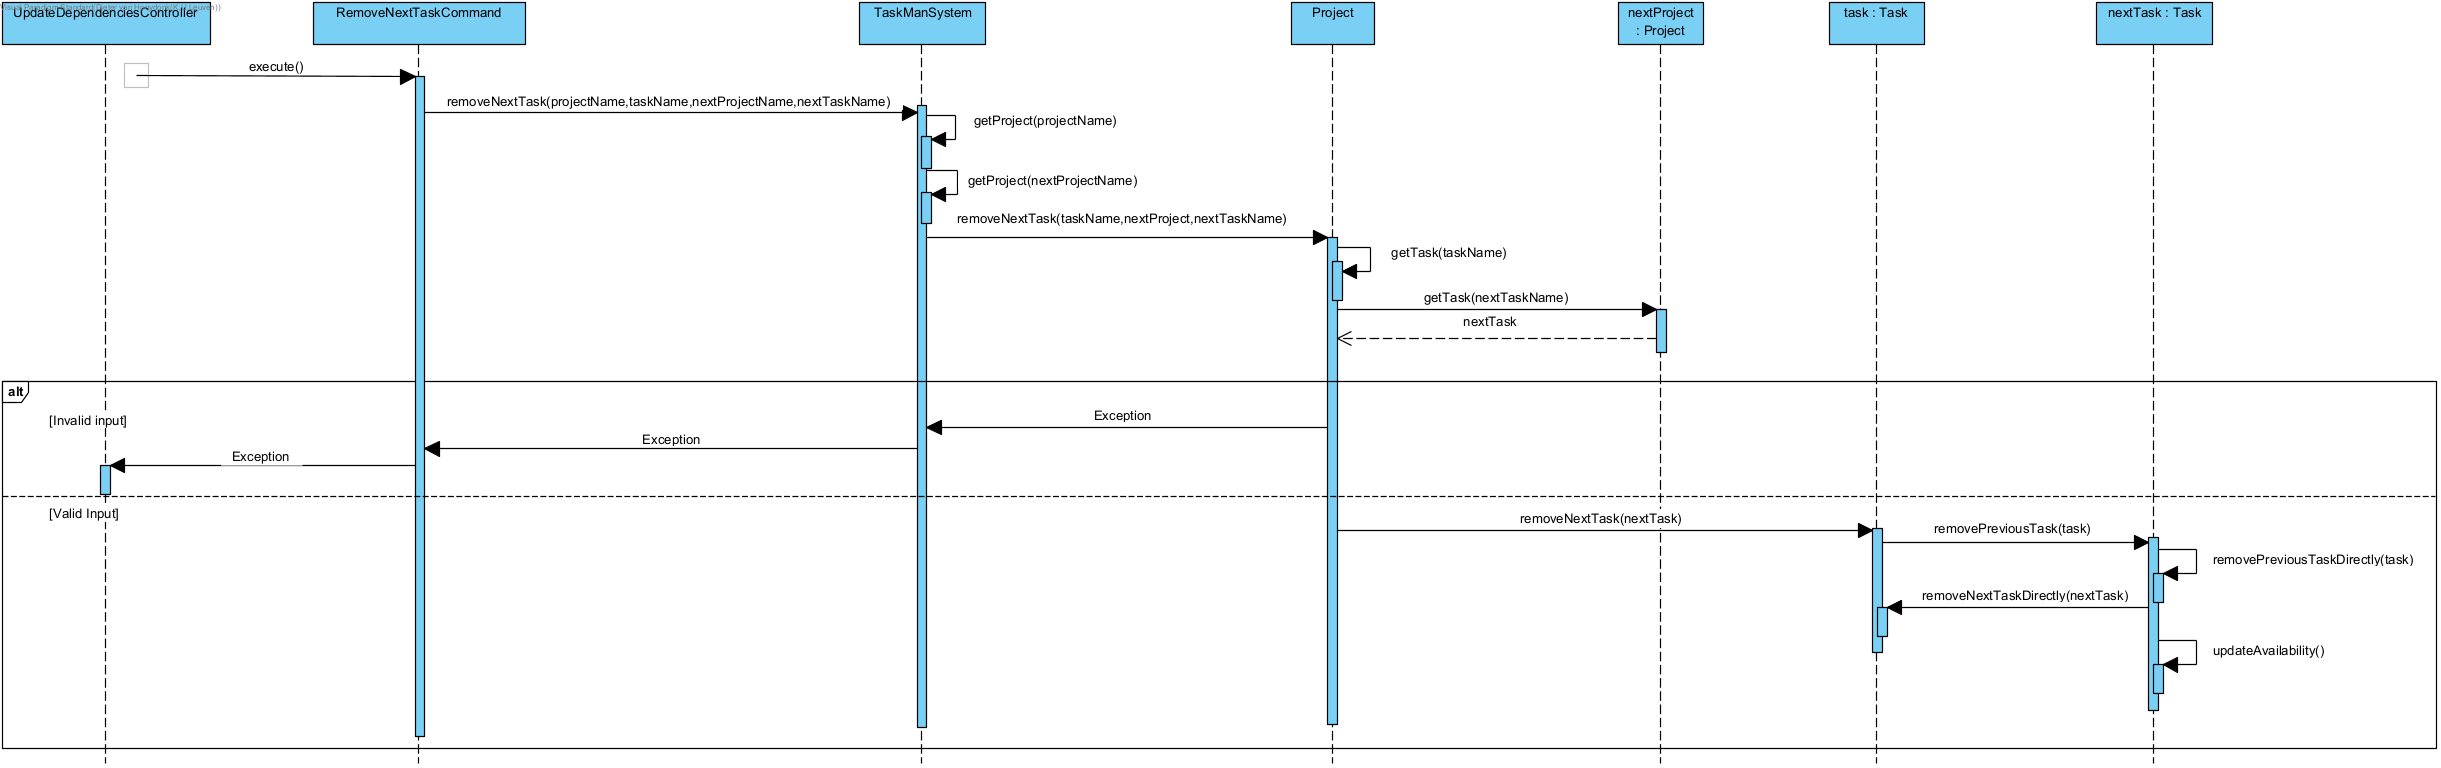 UpdateDependenciesController
RemoveNextTaskCommand
TaskManSystem
Project
nextProject
: Project
task : Task
nextTask : Task
execute()
removeNextTask(projectName,taskName,nextProjectName,nextTaskName)
getProject(projectName)
getProject(nextProjectName)
removeNextTask(taskName,nextProject,nextTaskName)
getTask(taskName)
getTask(nextTaskName)
nextTask
alt
[Invalid input]
Exception
Exception
Exception
[Valid Input]
removeNextTask(nextTask)
removePreviousTask(task)
removePreviousTaskDirectly(task)
removeNextTaskDirectly(nextTask)
updateAvailability()